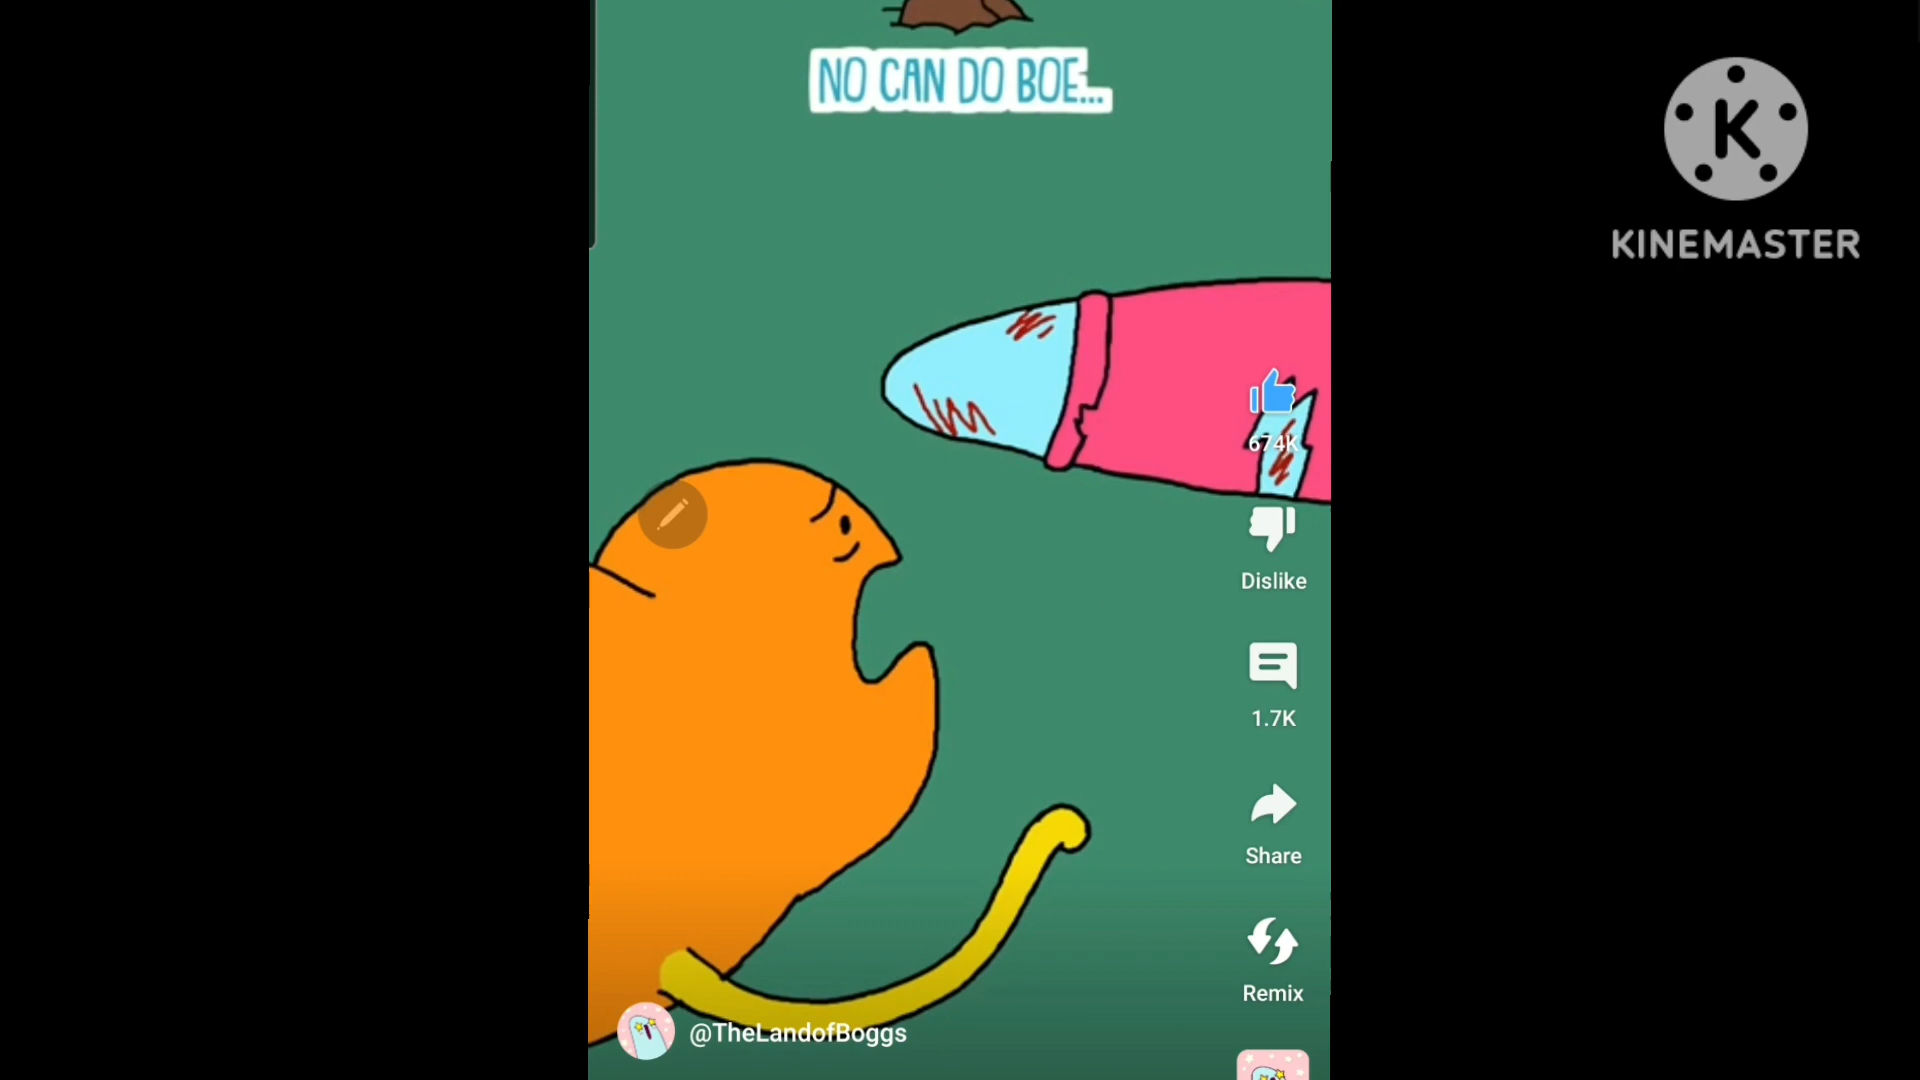 NO CAN DO BOE...
K
KINEMASTER
674K
Dislike
1.7K
Share
Remix
@TheLandofBoggs